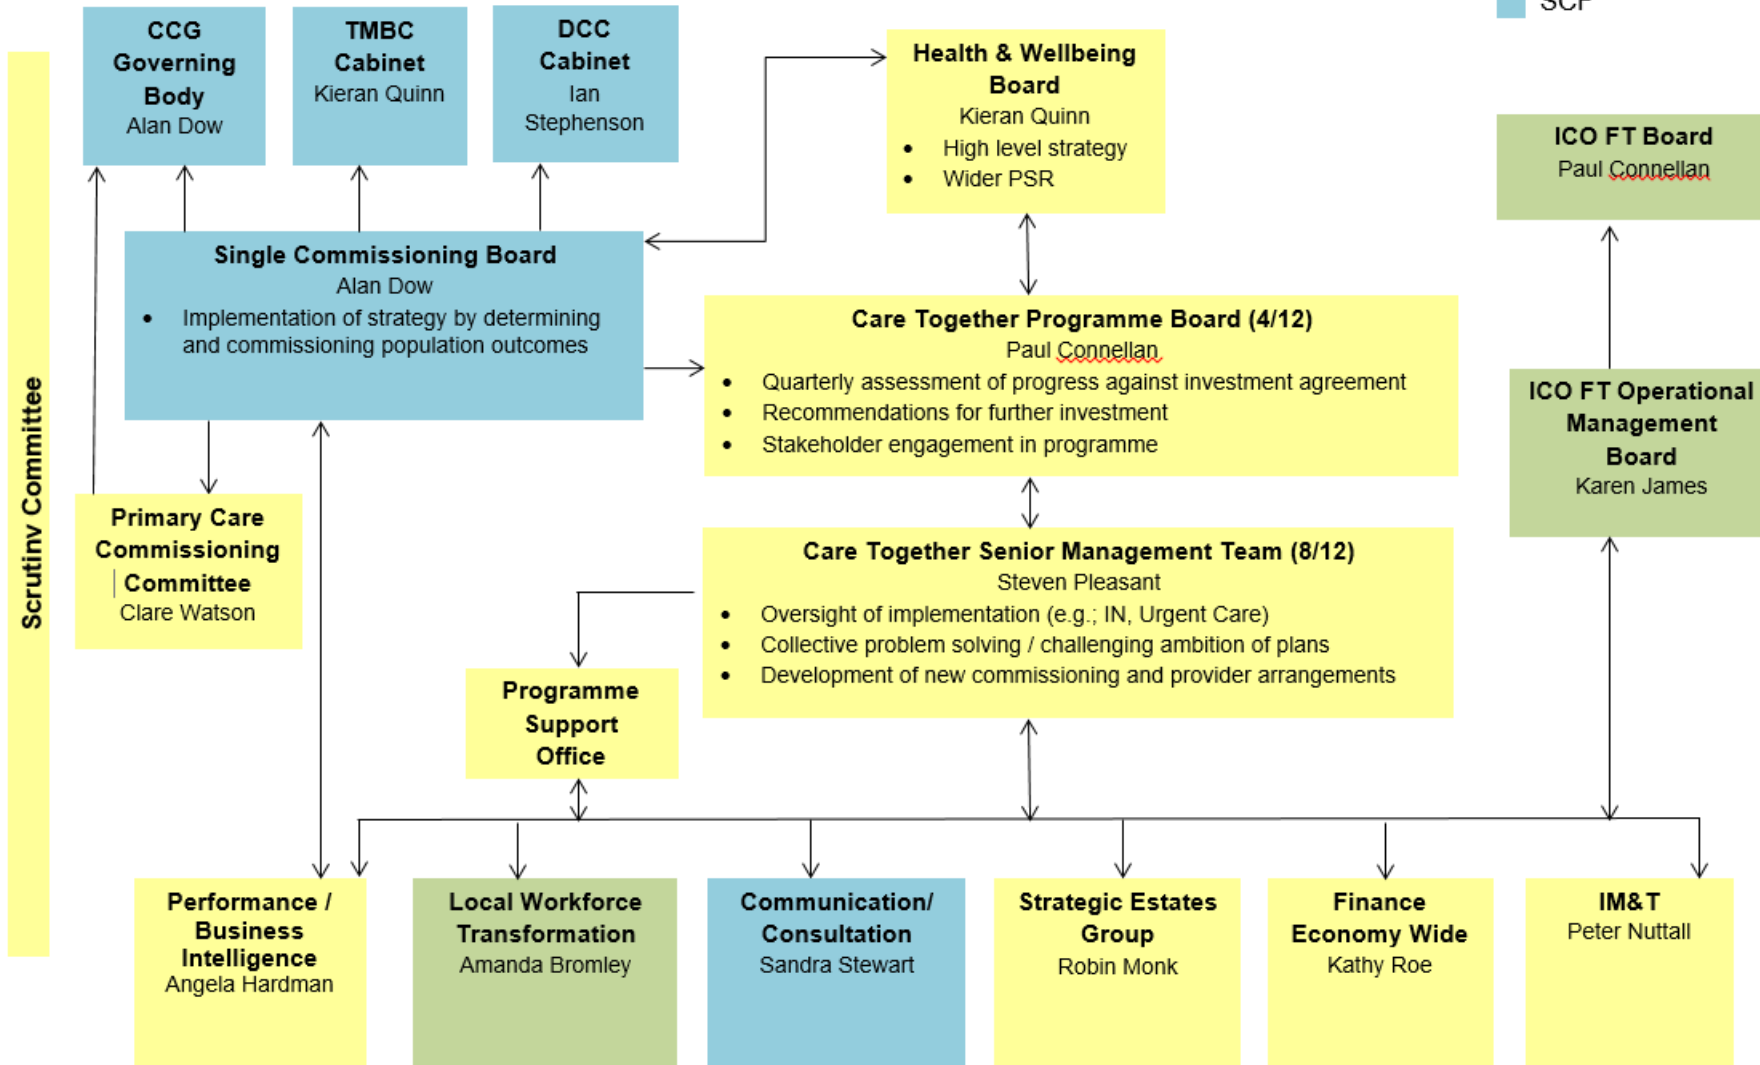 SCF
CCG
Governing
Body
Alan Dow
TMBC
Cabinet
Kieran Quinn
DCC
Cabinet
Ian
Stephenson
Health & Wellbeing
Board
Kieran Quinn
• High level strategy
• Wider PSR
ICO FT Board
Paul Connellan
Single Commissioning Board
Alan Dow
• Implementation of strategy by determining
and commissioning population outcomes
Care Together Programme Board (4/12)
Paul Connellan
• Quarterly assessment of progress against investment agreement
• Recommendations for further investment
• Stakeholder engagement in programme
ICO FT Operational
Management
Board
Karen James
Scrutiny Committee
Primary Care
Commissioning
Committee
Clare Watson
Care Together Senior Management Team (8/12)
Steven Pleasant
• Oversight of implementation (e.g.; IN, Urgent Care)
• Collective problem solving / challenging ambition of plans
• Development of new commissioning and provider arrangements
Programme
Support
Office
Performance /
Business
Intelligence
Angela Hardman
Local Workforce
Transformation
Amanda Bromley
Communication/
Consultation
Sandra Stewart
Strategic Estates
Group
Robin Monk
Finance
Economy Wide
Kathy Roe
IM&T
Peter Nuttall